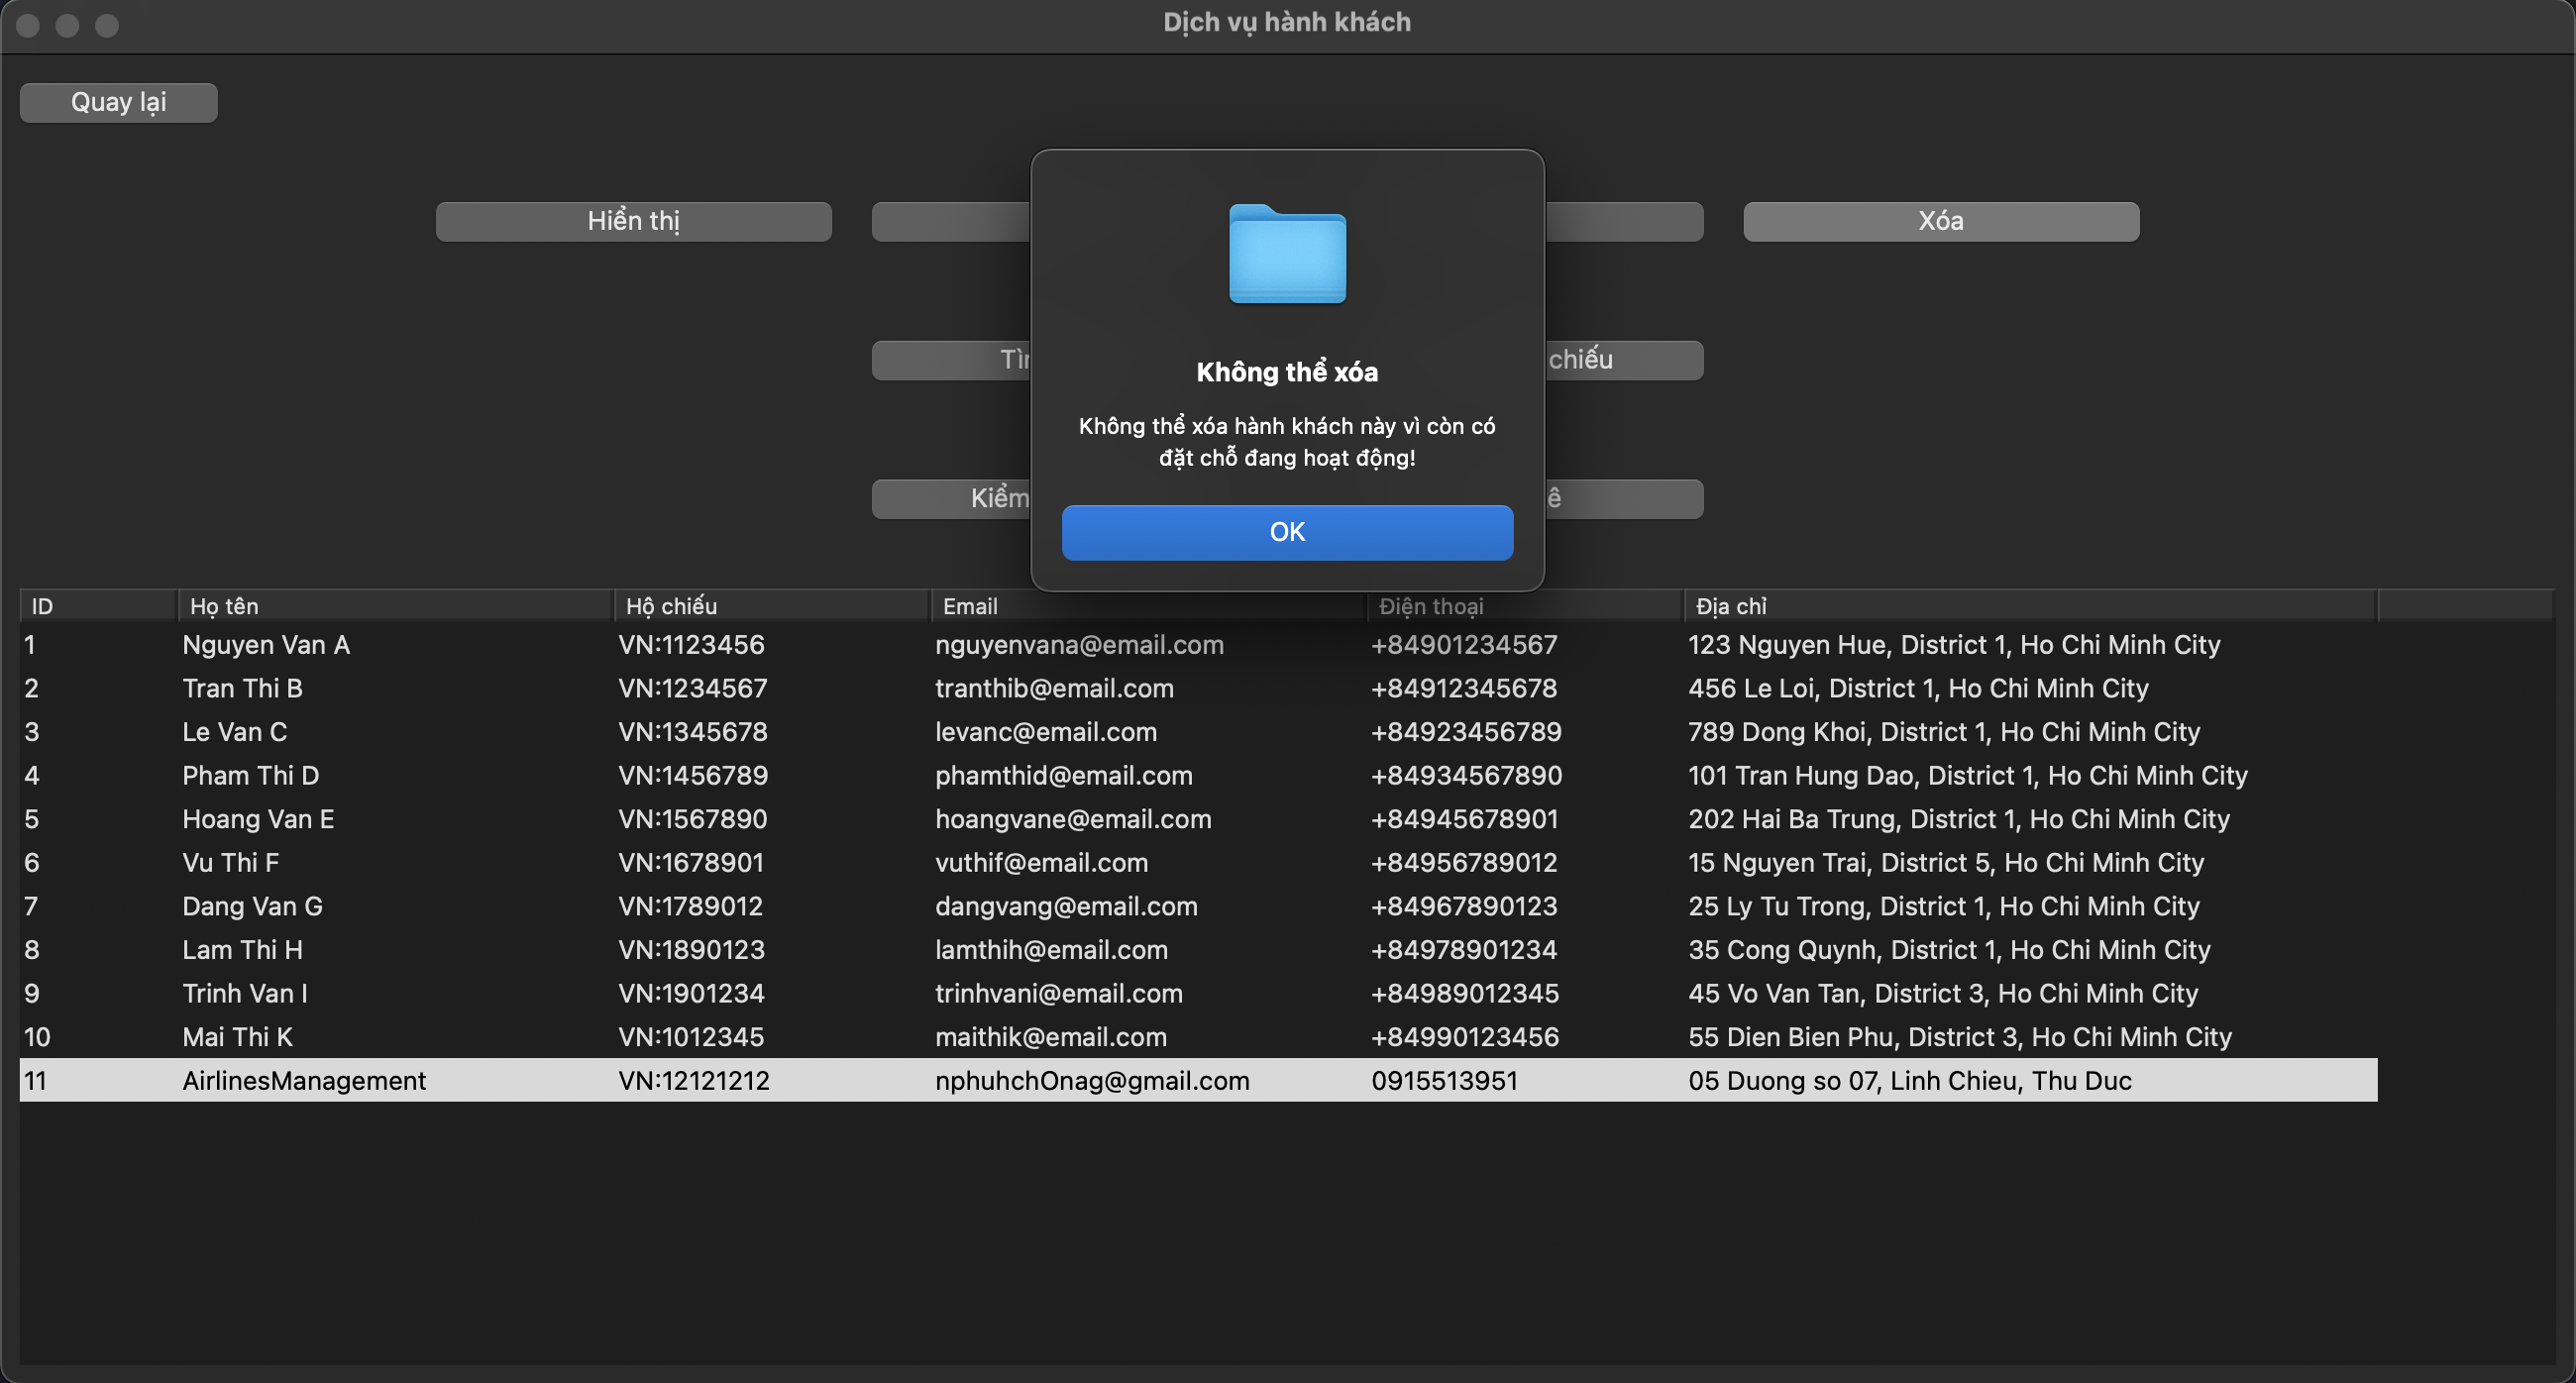 Dịch vụ hành khách
Quay lại
Hiển thị
Xóa
chiếu
Không thể xóa
Không thể xóa hành khách này vì còn có
đặt chỗ đang hoạt động!
OK
ID Họ tên Hộ chiếu Email Điện thoại Địa chỉ
1 Nguyen Van A VN:1123456 nguyenvana@email.com +84901234567 123 Nguyen Hue, District 1, Ho Chi Minh City
2 Tran Thi B VN:1234567 tranthib@email.com +84912345678 456 Le Loi, District 1, Ho Chi Minh City
3 Le Van C VN:1345678 levanc@email.com +84923456789 789 Dong Khoi, District 1, Ho Chi Minh City
4 Pham Thi D VN:1456789 phamthid@email.com +84934567890 101 Tran Hung Dao, District 1, Ho Chi Minh City
5 Hoang Van E VN:1567890 hoangvane@email.com +84945678901 202 Hai Ba Trung, District 1, Ho Chi Minh City
6 Vu Thi F VN:1678901 vuthif@email.com +84956789012 15 Nguyen Trai, District 5, Ho Chi Minh City
7 Dang Van G VN:1789012 dangvang@email.com +84967890123 25 Ly Tu Trong, District 1, Ho Chi Minh City
8 Lam Thi H VN:1890123 lamthih@email.com +84978901234 35 Cong Quynh, District 1, Ho Chi Minh City
9 Trinh Van I VN:1901234 trinhvani@email.com +84989012345 45 Vo Van Tan, District 3, Ho Chi Minh City
10 Mai Thi K VN:1012345 maithik@email.com +84990123456 55 Dien Bien Phu, District 3, Ho Chi Minh City
11 AirlinesManagement VN:12121212 nphuhchOnag@gmail.com 0915513951 05 Duong so 07, Linh Chieu, Thu Duc